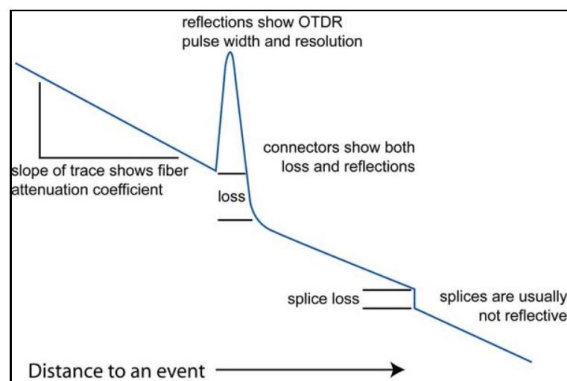 reflections show OTDR
pulse width and resolution
connectors show both
loss and reflections
slope of trace shows fiber
attenuation coefficient
loss
splice loss
splices are usually
not reflective
Distance to an event